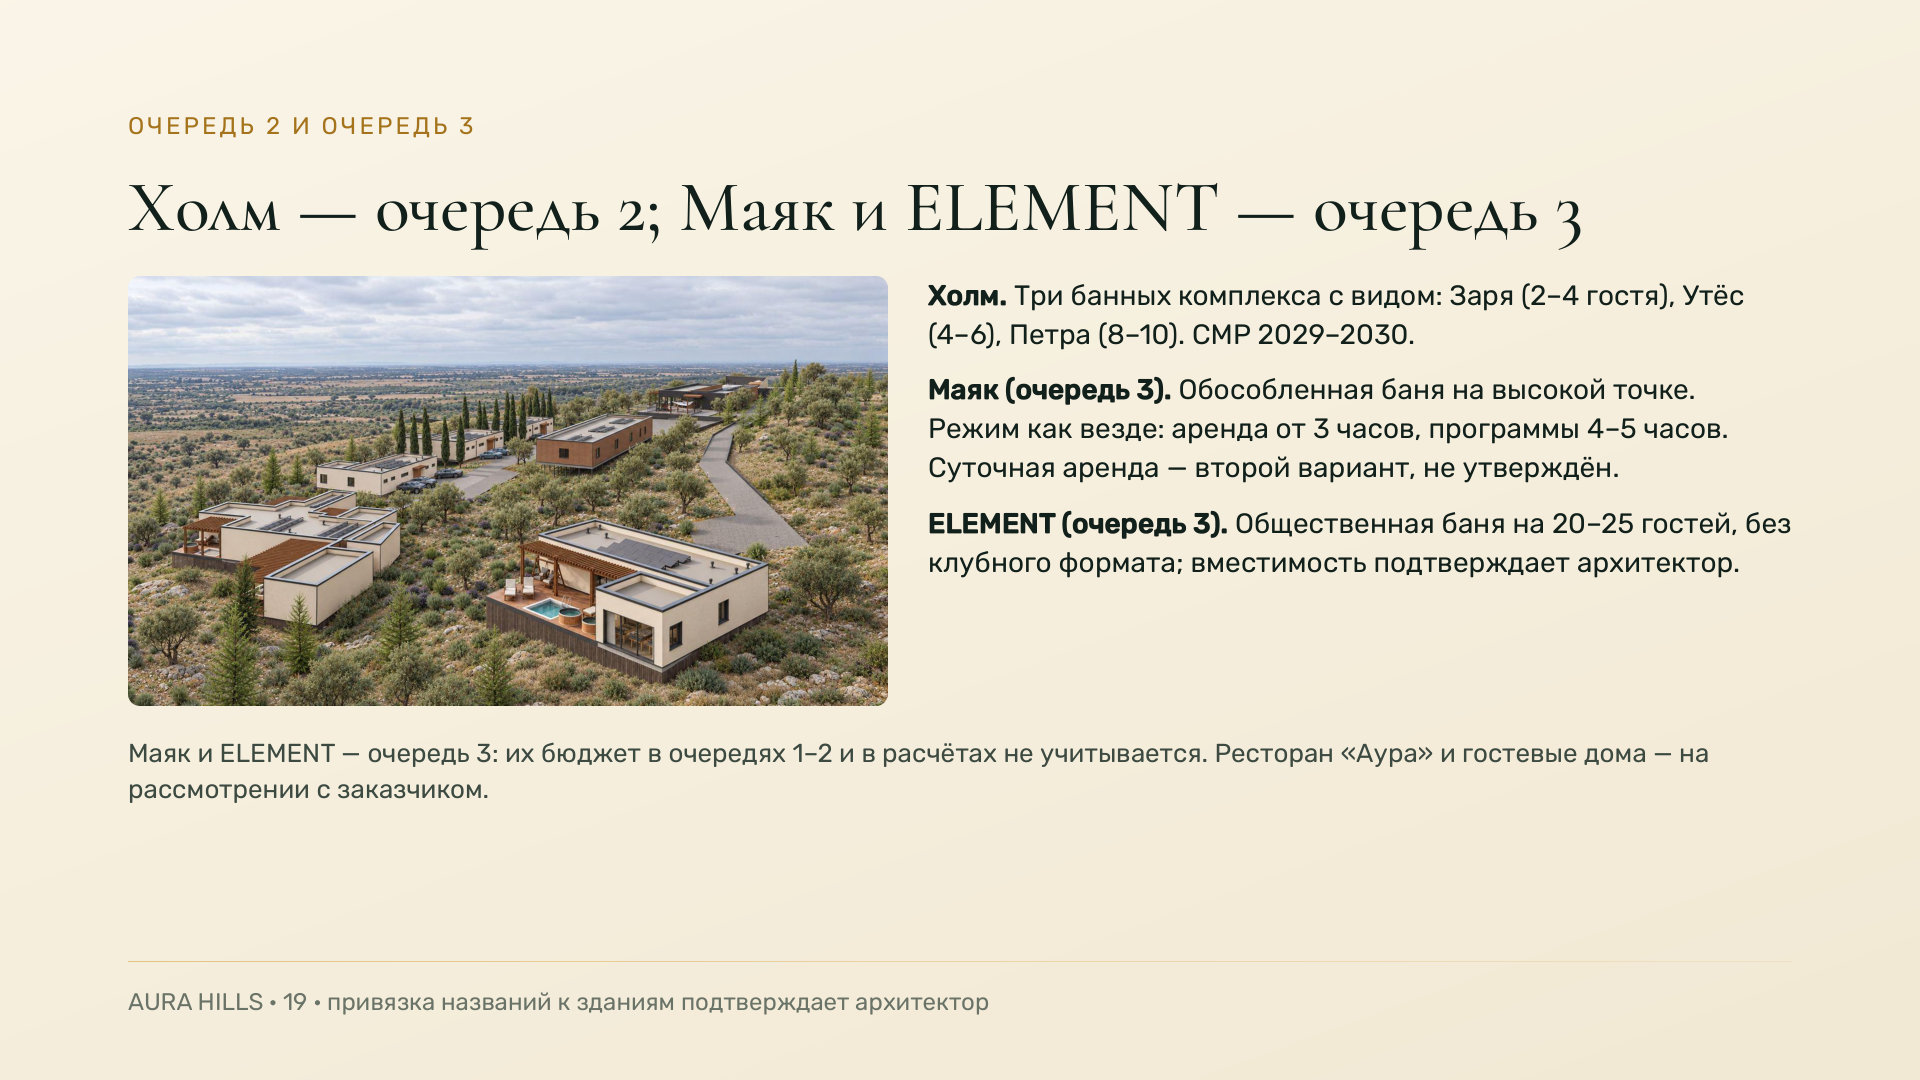 ОЧЕРЕДЬ 2 И ОЧЕРЕДЬ 3
Холм — очередь 2; Маяк и ELEMENT — очередь 3
Холм. Три банных комплекса с видом: Заря (2–4 гостя), Утёс
(4–6), Петра (8–10). СМР 2029–2030.
Маяк (очередь 3). Обособленная баня на высокой точке.
Режим как везде: аренда от 3 часов, программы 4–5 часов.
Суточная аренда — второй вариант, не утверждён.
ELEMENT (очередь 3). Общественная баня на 20–25 гостей, без
клубного формата; вместимость подтверждает архитектор.
Маяк и ELEMENT — очередь 3: их бюджет в очередях 1–2 и в расчётах не учитывается. Ресторан «Аура» и гостевые дома — на
рассмотрении с заказчиком.
AURA HILLS • 19 • привязка названий к зданиям подтверждает архитектор